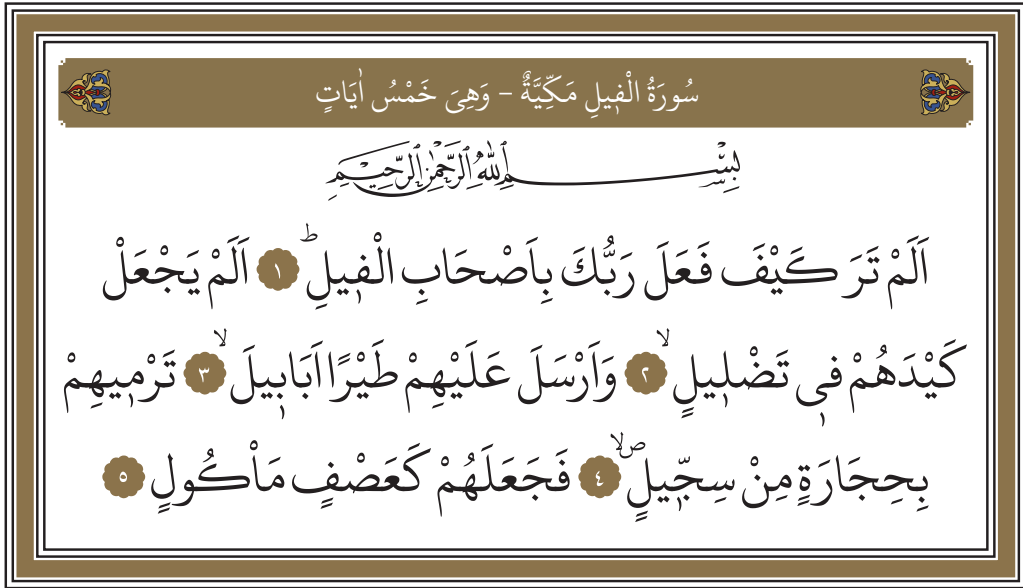 سُورَةُ الْفٖيلِ مَكِّيَّةٌ – وَهِيَ خَمْسُ اٰيَاتٍ
بِسْمِ اللّٰهِ الرَّحْمٰنِ الرَّحٖيمِ
اَلَمْ تَرَ كَيْفَ فَعَلَ رَبُّكَ بِاَصْحَابِ الْفٖيلِؕ ١ اَلَمْ يَجْعَلْ
كَيْدَهُمْ فٖى تَضْلٖيلٍۙ ٢ وَاَرْسَلَ عَلَيْهِمْ طَيْرًا اَبَابٖيلَۙ ٣ تَرْمٖيهِمْ
بِحِجَارَةٍ مِنْ سِجّٖيلٍۙࣕ ٤ فَجَعَلَهُمْ كَعَصْفٍ مَاْكُولٍ ٥